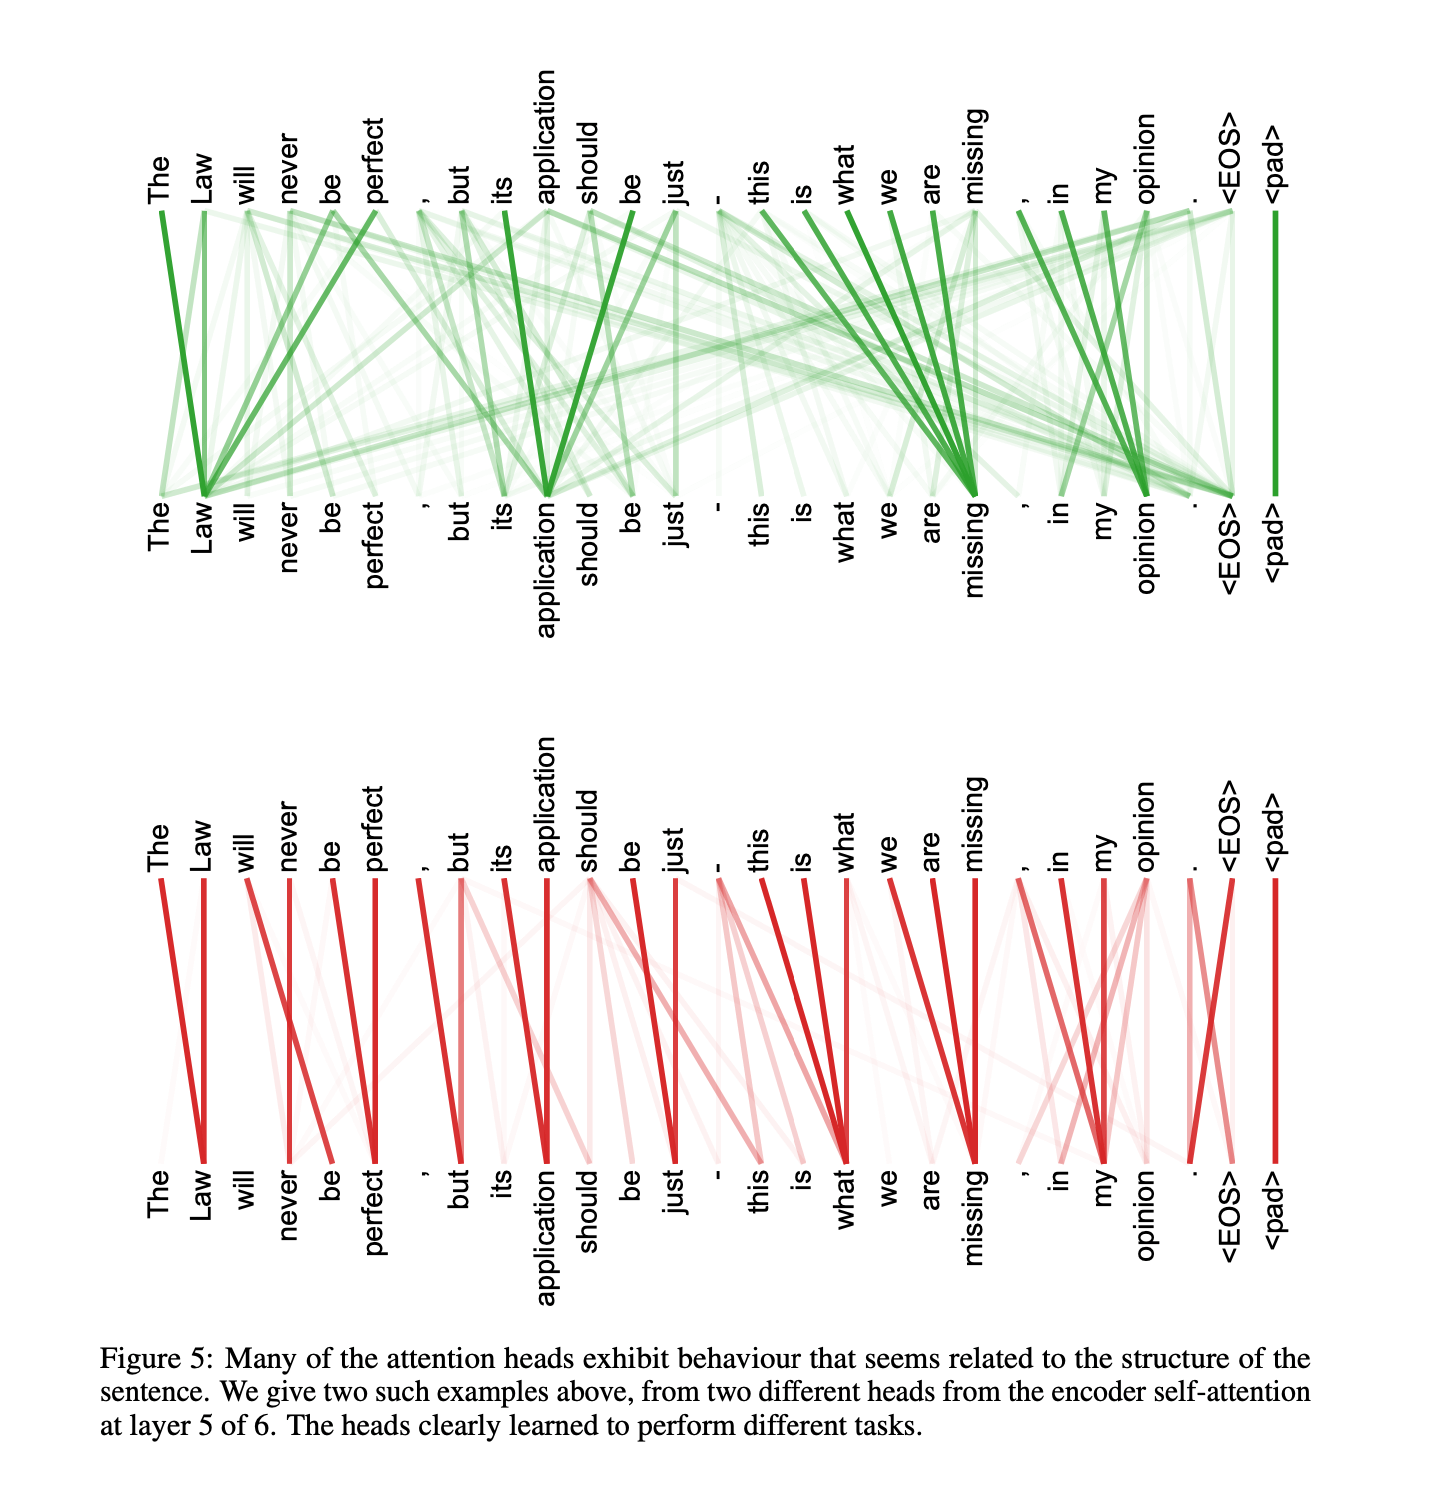 The Law will never be perfect , but its application should be just - this is what we are missing , in my opinion . <EOS> <pad>
The Law will never be perfect , but its application should be just - this is what we are missing , in my opinion . <EOS> <pad>
The Law will never be perfect , but its application should be just - this is what we are missing , in my opinion . <EOS> <pad>
The Law will never be perfect , but its application should be just - this is what we are missing , in my opinion . <EOS> <pad>
Figure 5: Many of the attention heads exhibit behaviour that seems related to the structure of the
sentence. We give two such examples above, from two different heads from the encoder self-attention
at layer 5 of 6. The heads clearly learned to perform different tasks.